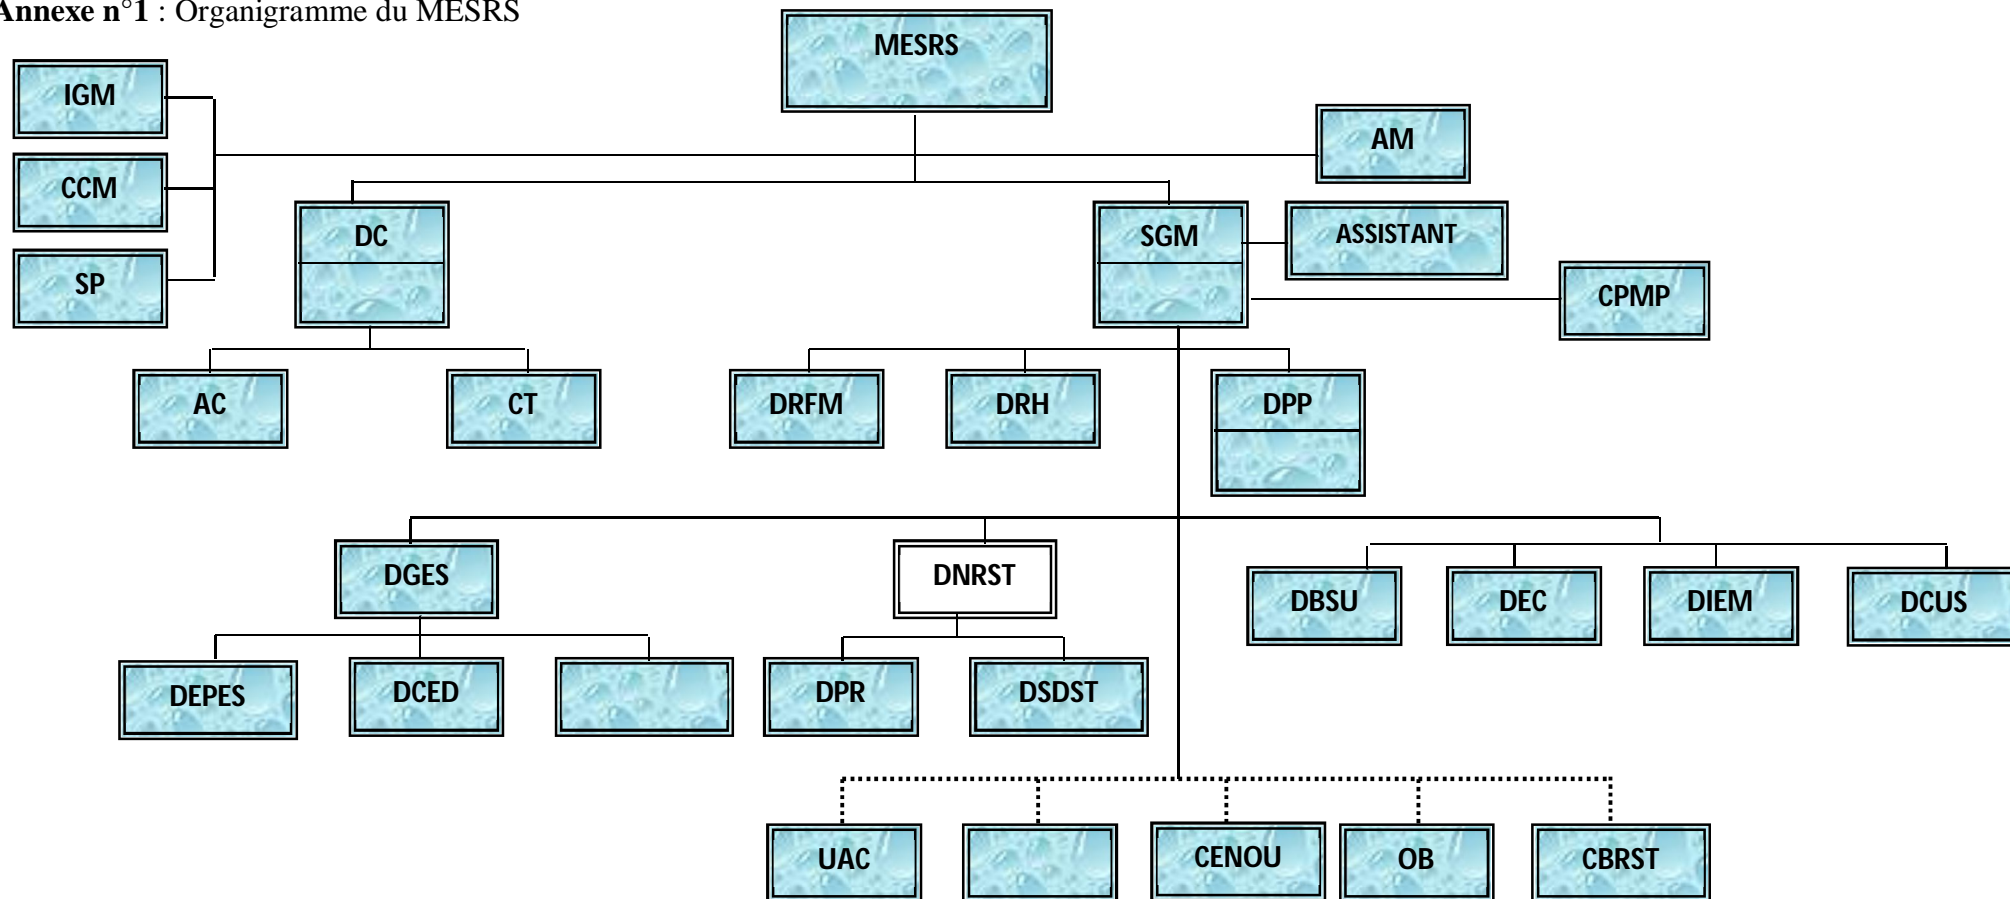 Annexe n°1 : Organigramme du MESRS
MESRS
IGM
AM
CCM
DC
SGM
ASSISTANT
SP
CPMP
AC
CT
DRFM
DRH
DPP
DGES
DNRST
DBSU
DEC
DIEM
DCUS
DEPES
DCED
DPR
DSDST
UAC
CENOU
OB
CBRST